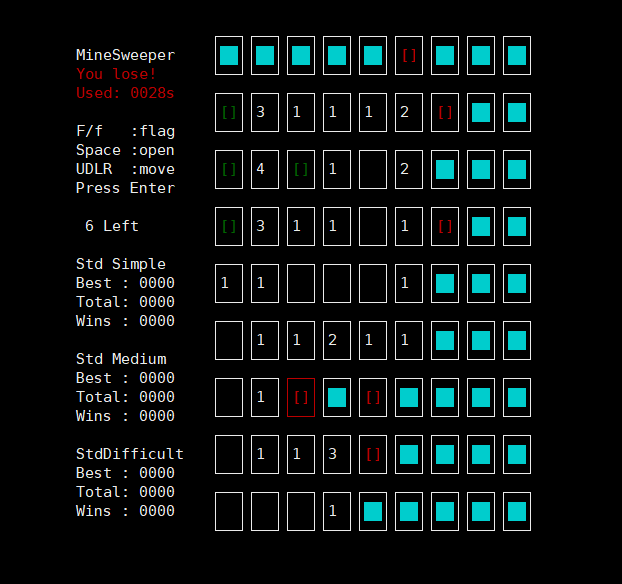 MineSweeper
You lose!
Used: 0028s
F/f   :flag
Space :open
UDLR  :move
Press Enter
6 Left
Std Simple
Best : 0000
Total: 0000
Wins : 0000
Std Medium
Best : 0000
Total: 0000
Wins : 0000
StdDifficult
Best : 0000
Total: 0000
Wins : 0000
[]
[] 3 1 1 1 2 []
[] 4 [] 1 2
[] 3 1 1 1 []
1 1 1
1 1 2 1 1
1 [] []
1 1 3 []
1